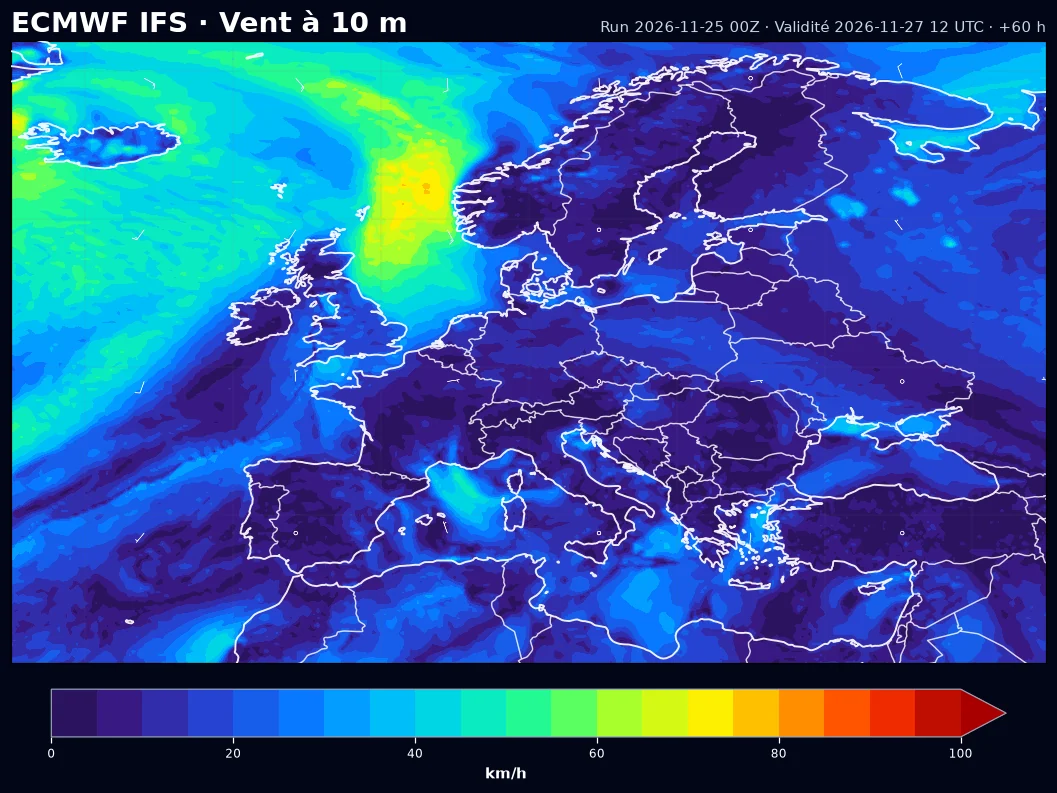 ECMWF IFS · Vent à 10 m
Run 2026-11-25 00Z · Validité 2026-11-27 12 UTC · +60 h
0 20 40 60 80 100
km/h